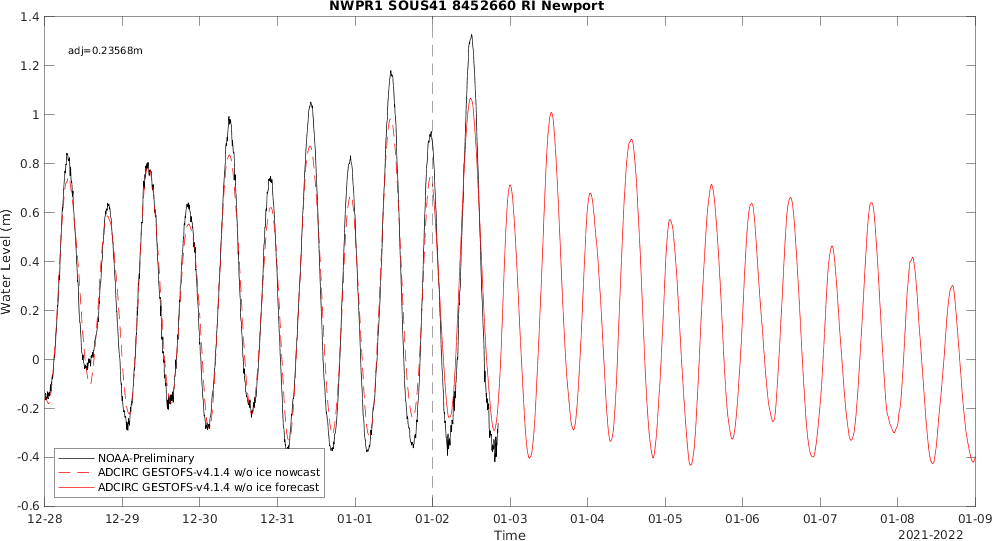 NWPR1 SOUS41 8452660 RI Newport
adj=0.23568m
Water Level (m)
1.4
1.2
1
0.8
0.6
0.4
0.2
0
-0.2
-0.4
-0.6
NOAA-Preliminary
ADCIRC GESTOFS-v4.1.4 w/o ice nowcast
ADCIRC GESTOFS-v4.1.4 w/o ice forecast
12-28 12-29 12-30 12-31 01-01 01-02 01-03 01-04 01-05 01-06 01-07 01-08 01-09
Time
2021-2022